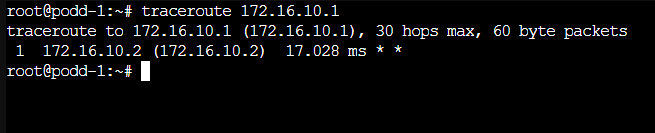 root@podd-1:~# traceroute 172.16.10.1
traceroute to 172.16.10.1 (172.16.10.1), 30 hops max, 60 byte packets
 1  172.16.10.2 (172.16.10.2)  17.028 ms * *
root@podd-1:~#